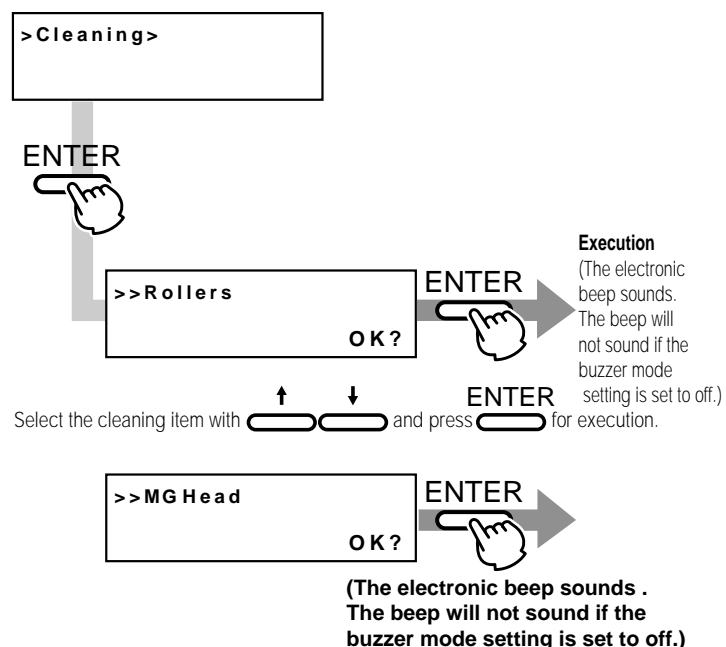 >Cleaning>
ENTER
>>Rollers
OK?
ENTER
Execution
(The electronic
beep sounds.
The beep will
not sound if the
buzzer mode
setting is set to off.)
↑ ↓ ENTER
Select the cleaning item with and press for execution.
>>MG Head
OK?
ENTER
(The electronic beep sounds .
The beep will not sound if the
buzzer mode setting is set to off.)